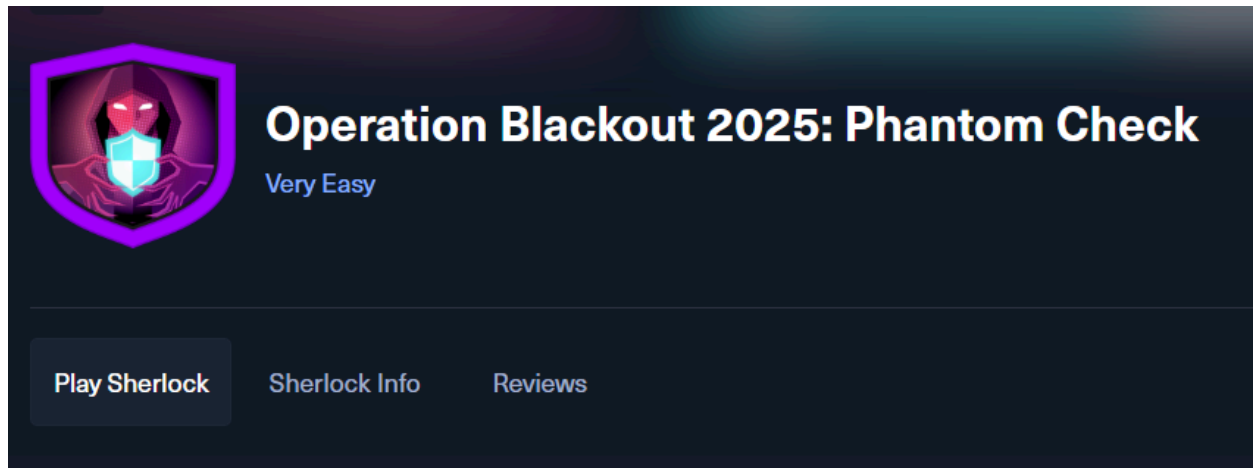 Operation Blackout 2025: Phantom Check
Very Easy
Play Sherlock Sherlock Info Reviews